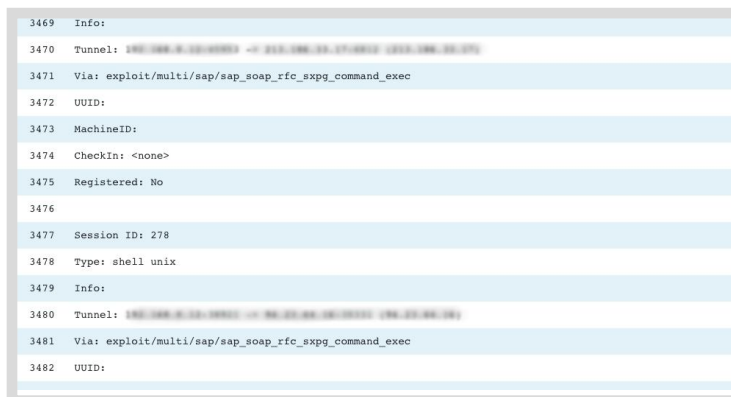 3469 Info:
3470 Tunnel:
3471 Via: exploit/multi/sap/sap_soap_rfc_sxpg_command_exec
3472 UUID:
3473 MachineID:
3474 CheckIn: <none>
3475 Registered: No
3476
3477 Session ID: 278
3478 Type: shell unix
3479 Info:
3480 Tunnel:
3481 Via: exploit/multi/sap/sap_soap_rfc_sxpg_command_exec
3482 UUID: